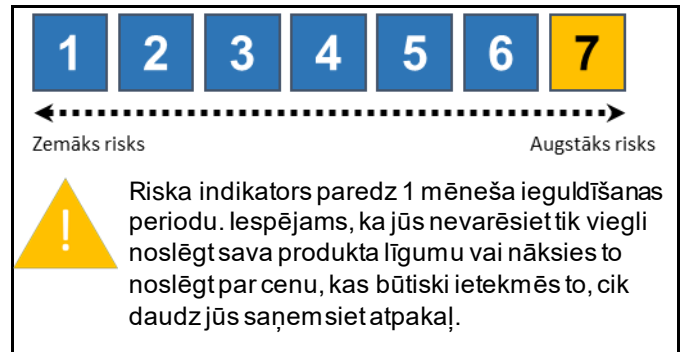 1 2 3 4 5 6 7
Zemāks risks Augstāks risks
! Riska indikators paredz 1 mēneša ieguldīšanas
periodu. Iespējams, ka jūs nevarēsiet tik viegli
noslēgt sava produkta līgumu vai nāksies to
noslēgt par cenu, kas būtiski ietekmēs to, cik
daudz jūs saņemsiet atpakaļ.